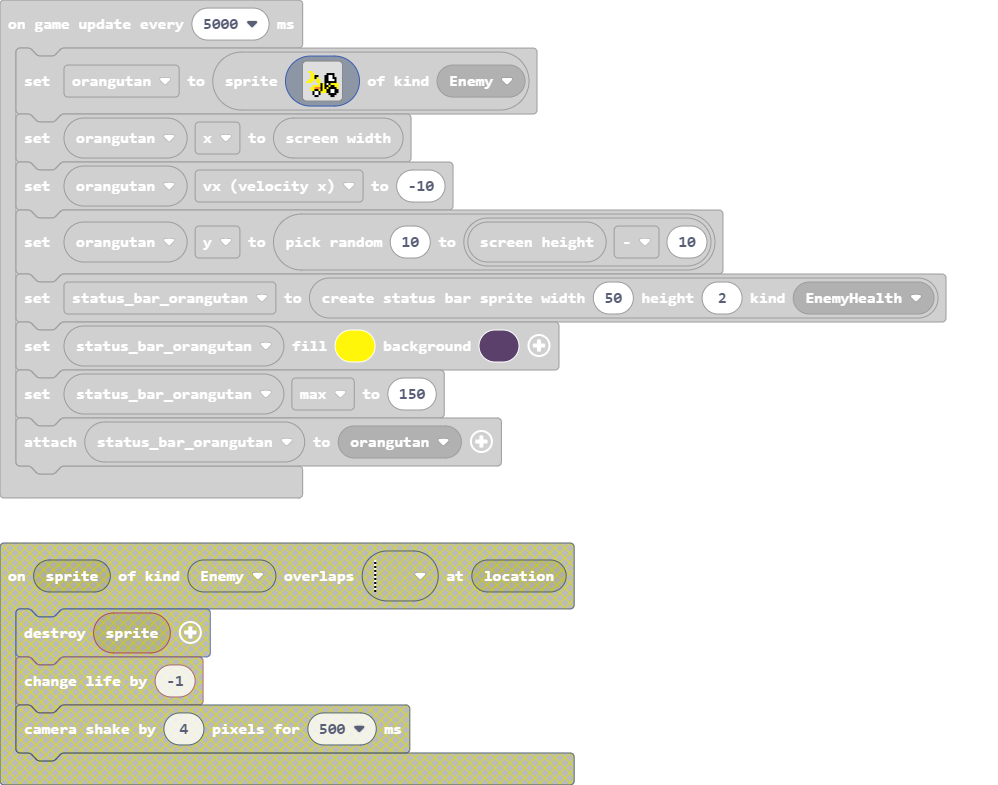 on game update every 5000 ms
set orangutan to sprite of kind Enemy
set orangutan x to screen width
set orangutan vx (velocity x) to -10
set orangutan y to pick random 10 to screen height - 10
set status_bar_orangutan to create status bar sprite width 50 height 2 kind EnemyHealth
set status_bar_orangutan fill background
set status_bar_orangutan max to 150
attach status_bar_orangutan to orangutan
on sprite of kind Enemy overlaps at location
destroy sprite
change life by -1
camera shake by 4 pixels for 500 ms